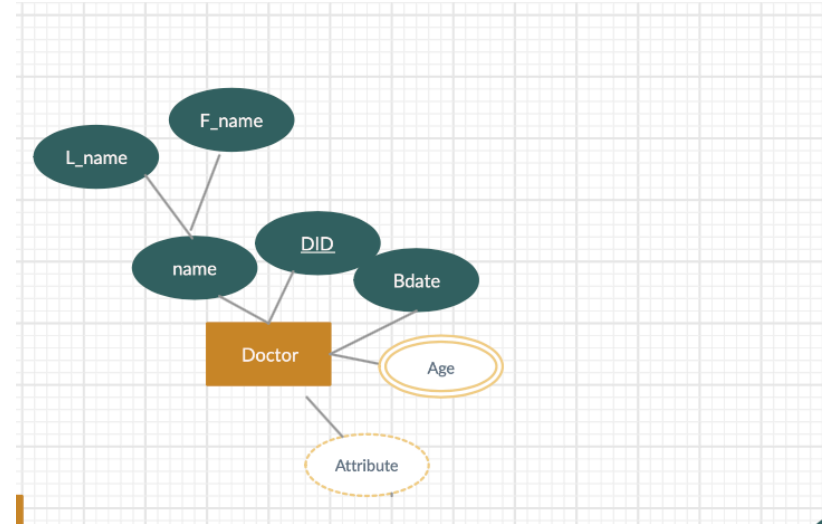 F_name
L_name
DID
name
Bdate
Doctor
Age
Attribute